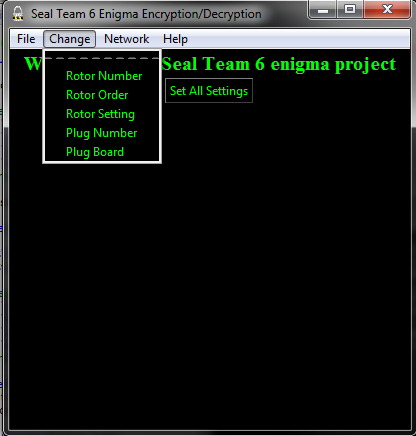 Seal Team 6 Enigma Encryption/Decryption
File Change Network Help
Seal Team 6 enigma project
Set All Settings
Rotor Number
Rotor Order
Rotor Setting
Plug Number
Plug Board